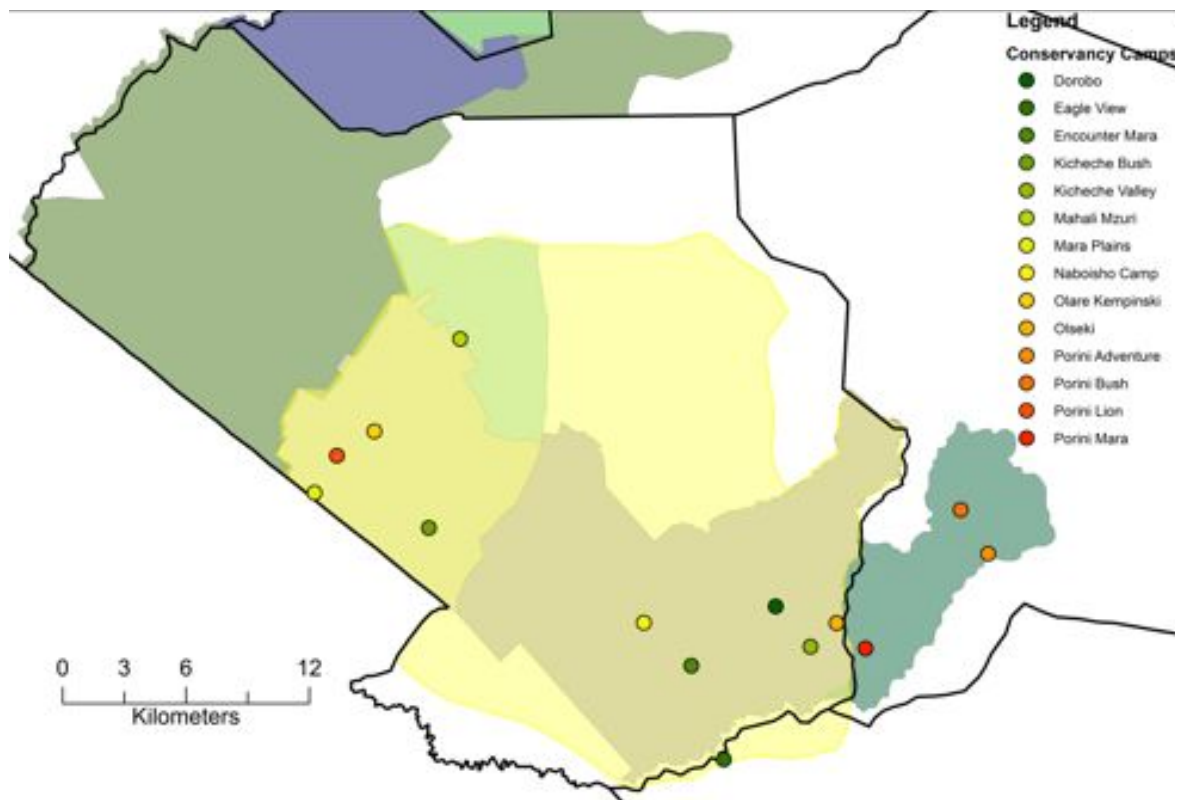 Legend
Conservancy Camps
Dorobo
Eagle View
Encounter Mara
Kicheche Bush
Kicheche Valley
Mahali Mzuri
Mara Plains
Naboisho Camp
Olare Kempinski
Olseki
Porini Adventure
Porini Bush
Porini Lion
Porini Mara
0 3 6 12
Kilometers